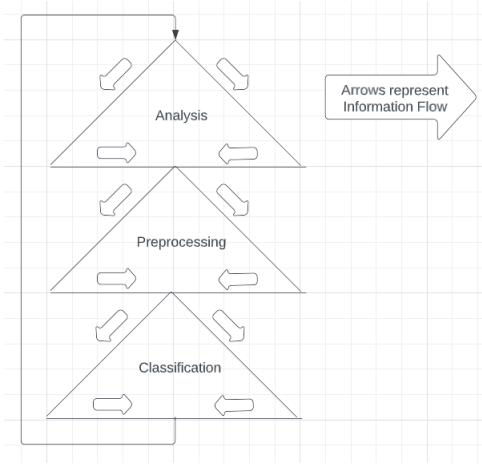 Analysis
Arrows represent
Information Flow
Preprocessing
Classification